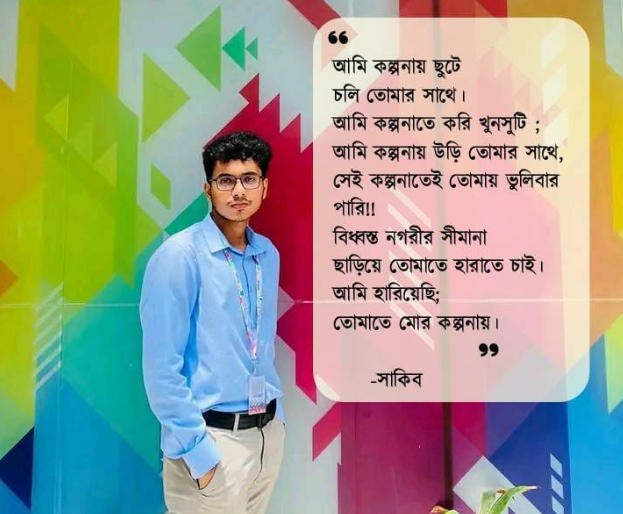 ❝
আমি কল্পনায় ছুটে
চলি তোমার সাথে।
আমি কল্পনাতে করি খুনসুটি ;
আমি কল্পনায় উড়ি তোমার সাথে,
সেই কল্পনাতেই তোমায় ভুলিবার
পারি!!
বিধ্বস্ত নগরীর সীমানা
ছাড়িয়ে তোমাতে হারাতে চাই।
আমি হারিয়েছি;
তোমাতে মোর কল্পনায়।
❞
-সাকিব